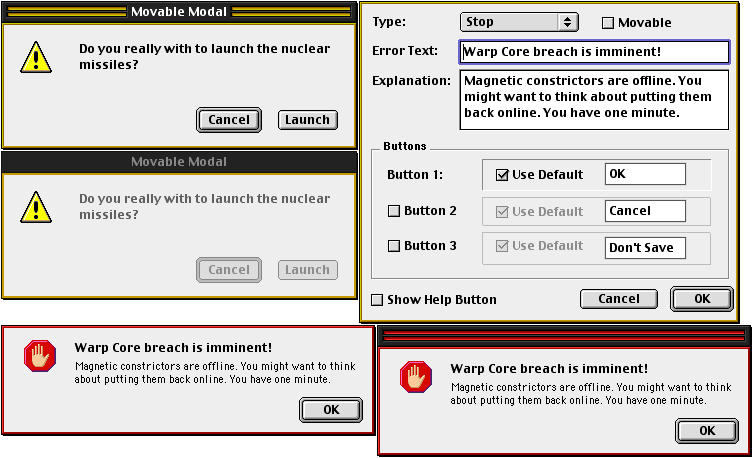 Movable Modal
Do you really with to launch the nuclear
missiles?
Cancel
Launch
Movable Modal
Do you really with to launch the nuclear
missiles?
Cancel
Launch
Type:
Stop
Movable
Error Text:
Warp Core breach is imminent!
Explanation:
Magnetic constrictors are offline. You
might want to think about putting them
back online. You have one minute.
Buttons
Button 1:
Use Default
OK
Button 2
Use Default
Cancel
Button 3
Use Default
Don't Save
Show Help Button
Cancel
OK
Warp Core breach is imminent!
Magnetic constrictors are offline. You might want to think
about putting them back online. You have one minute.
OK
Warp Core breach is imminent!
Magnetic constrictors are offline. You might want to think
about putting them back online. You have one minute.
OK